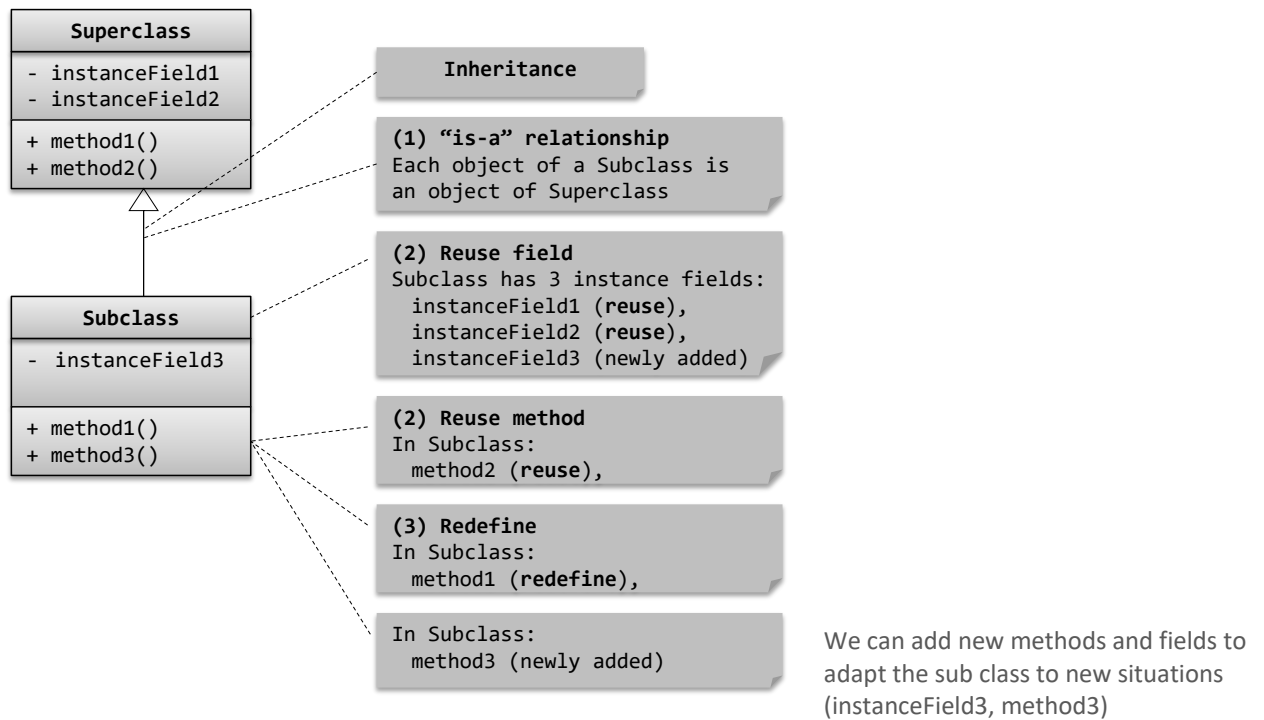 Superclass
- instanceField1
- instanceField2
+ method1()
+ method2()
Subclass
- instanceField3
+ method1()
+ method3()
Inheritance
(1) “is-a” relationship
Each object of a Subclass is
an object of Superclass
(2) Reuse field
Subclass has 3 instance fields:
instanceField1 (reuse),
instanceField2 (reuse),
instanceField3 (newly added)
(2) Reuse method
In Subclass:
method2 (reuse),
(3) Redefine
In Subclass:
method1 (redefine),
In Subclass:
method3 (newly added)
We can add new methods and fields to
adapt the sub class to new situations
(instanceField3, method3)